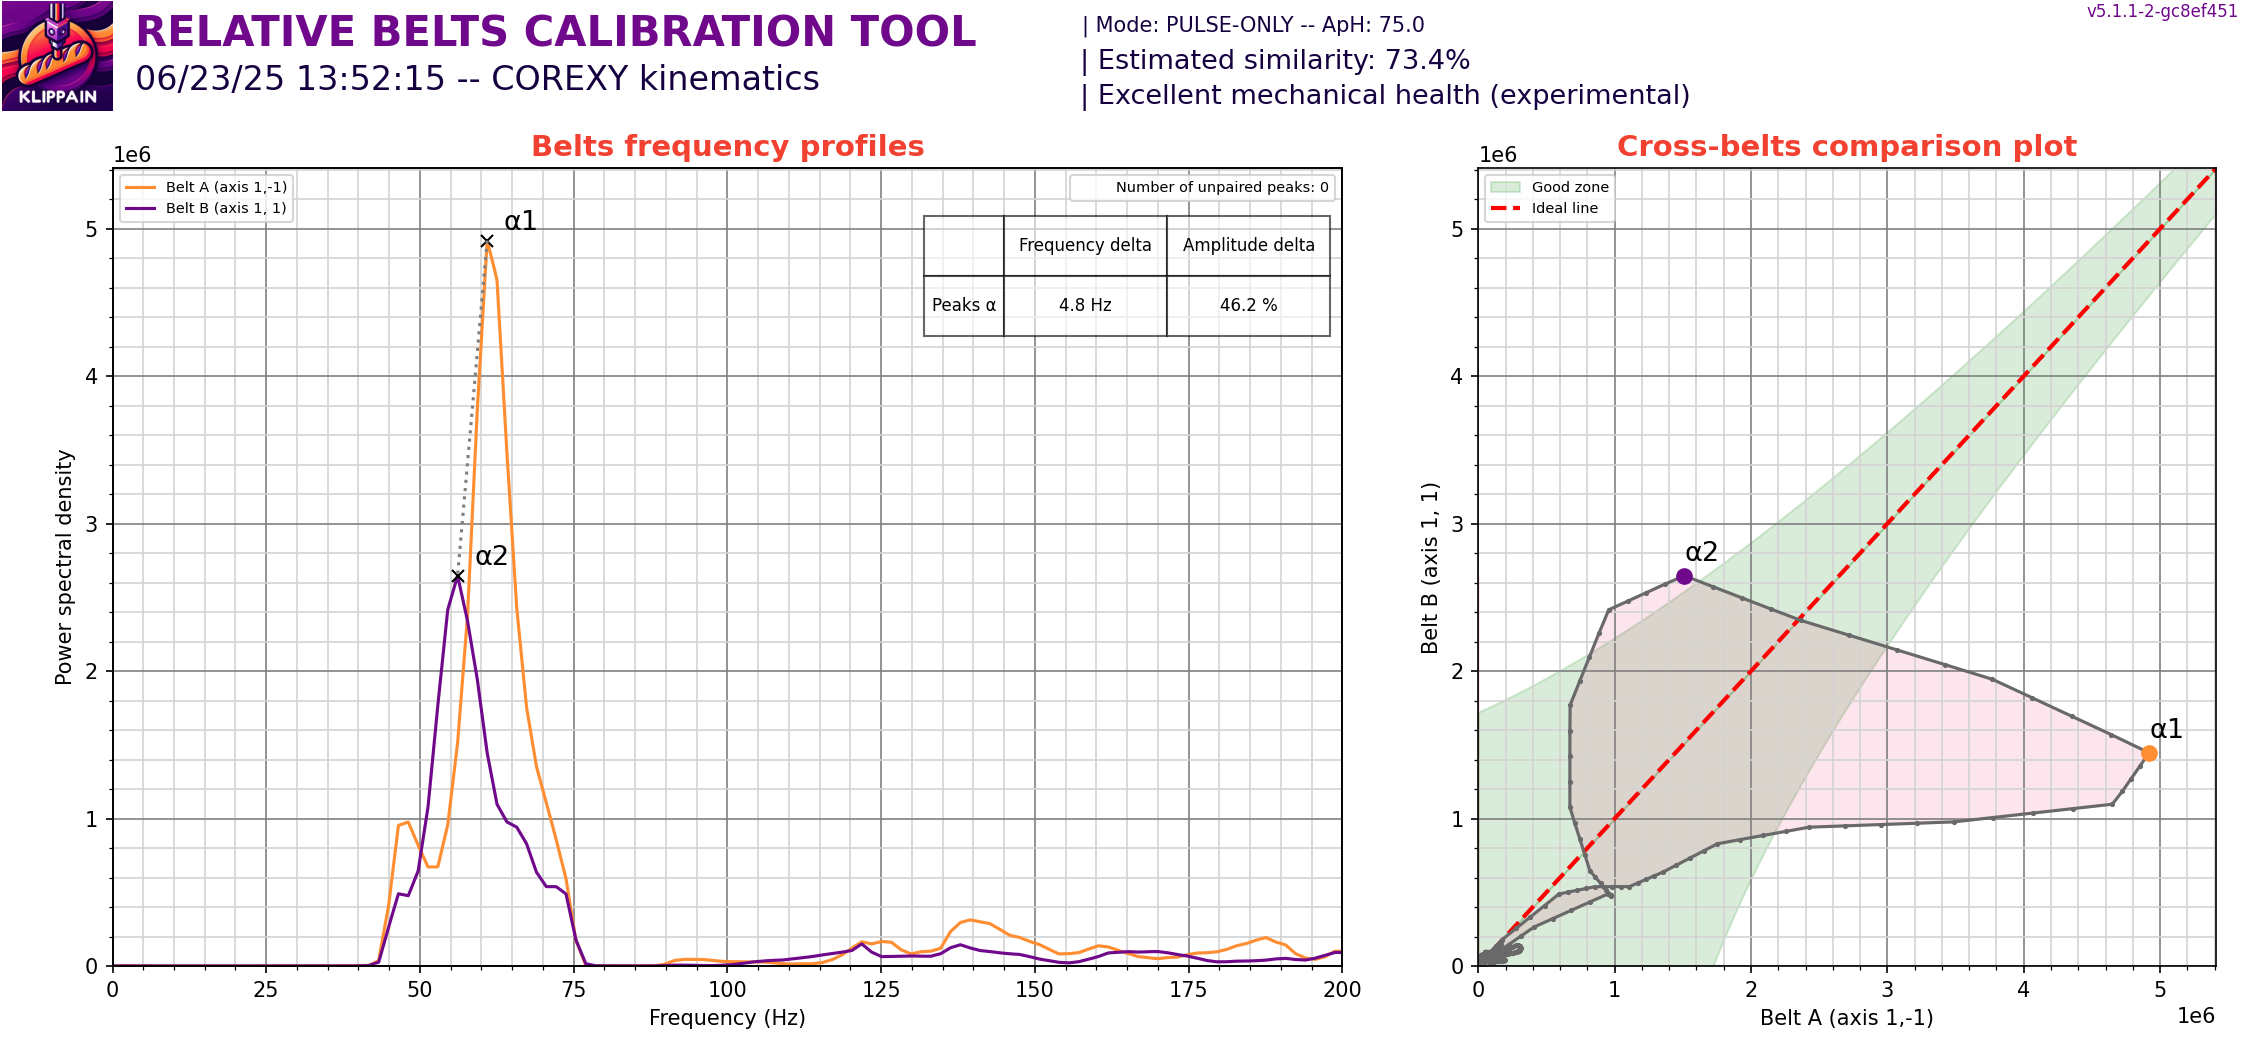 KLIPPAIN
RELATIVE BELTS CALIBRATION TOOL
06/23/25 13:52:15 -- COREXY kinematics
| Mode: PULSE-ONLY -- ApH: 75.0
| Estimated similarity: 73.4%
| Excellent mechanical health (experimental)
v5.1.1-2-gc8ef451
Belts frequency profiles
1e6
Belt A (axis 1,-1)
Belt B (axis 1, 1)
Number of unpaired peaks: 0
Frequency delta Amplitude delta
Peaks α 4.8 Hz 46.2 %
α1
α2
5
4
3
2
1
0
Power spectral density
0 25 50 75 100 125 150 175 200
Frequency (Hz)
Cross-belts comparison plot
1e6
Good zone
Ideal line
α2
α1
5
4
3
2
1
0
Belt B (axis 1, 1)
0 1 2 3 4 5
Belt A (axis 1,-1)
1e6